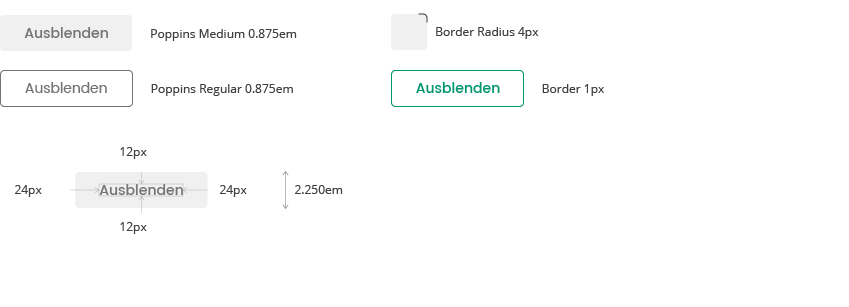 Ausblenden Poppins Medium 0.875em
Border Radius 4px
Ausblenden Poppins Regular 0.875em
Ausblenden Border 1px
12px
24px Ausblenden 24px 2.250em
12px